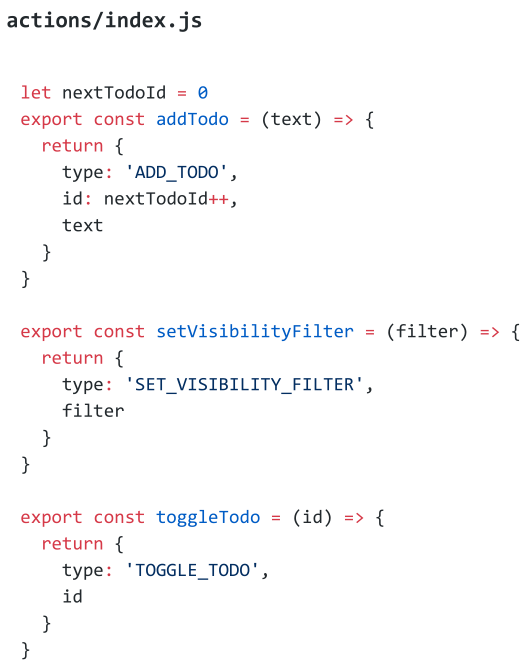 actions/index.js
let nextTodoId = 0
export const addTodo = (text) => {
  return {
    type: 'ADD_TODO',
    id: nextTodoId++,
    text
  }
}
export const setVisibilityFilter = (filter) => {
  return {
    type: 'SET_VISIBILITY_FILTER',
    filter
  }
}
export const toggleTodo = (id) => {
  return {
    type: 'TOGGLE_TODO',
    id
  }
}